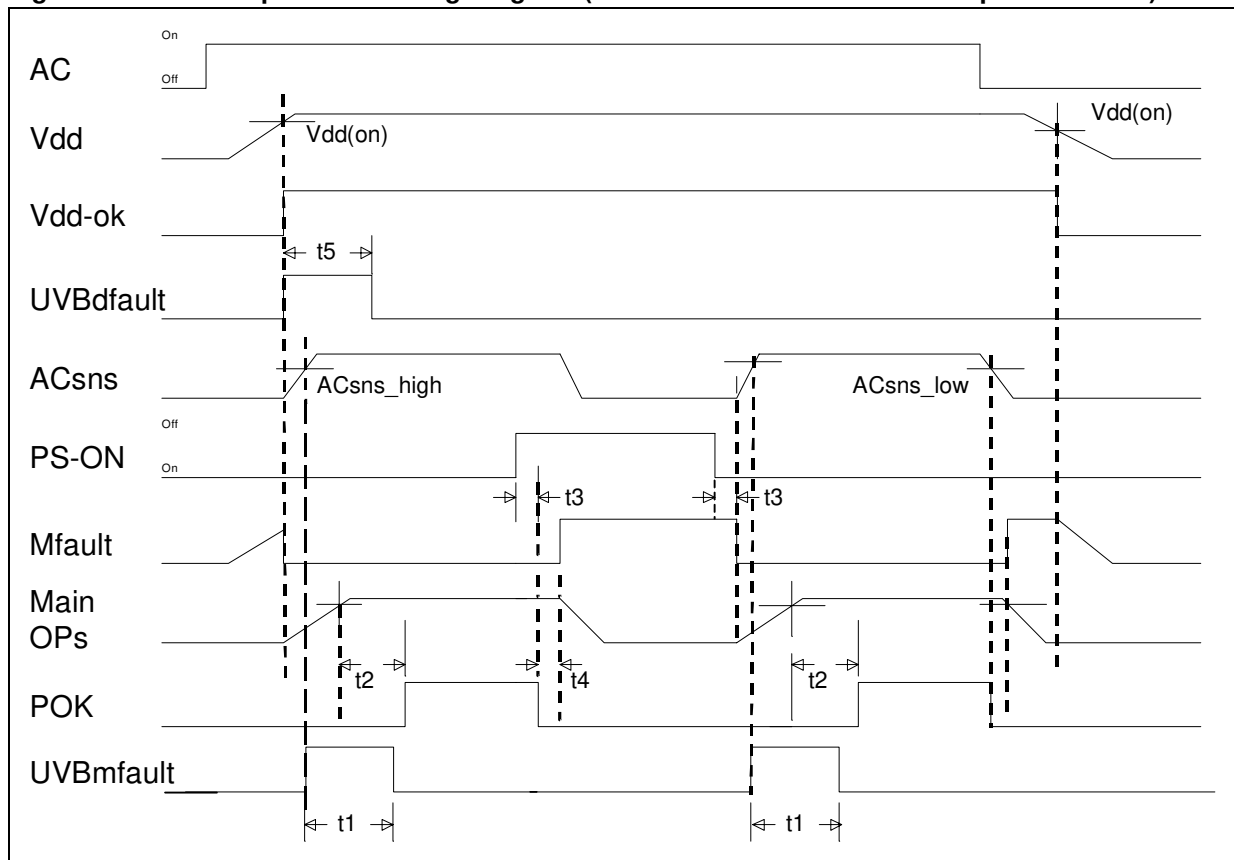 On
AC
Off
Vdd(on)
Vdd(on)
Vdd
Vdd-ok
t5
UVBdfault
ACsns
ACsns_high
ACsns_low
Off
PS-ON
On
t3
t3
Mfault
Main
OPs
t2
t4
t2
POK
UVBmfault
t1
t1